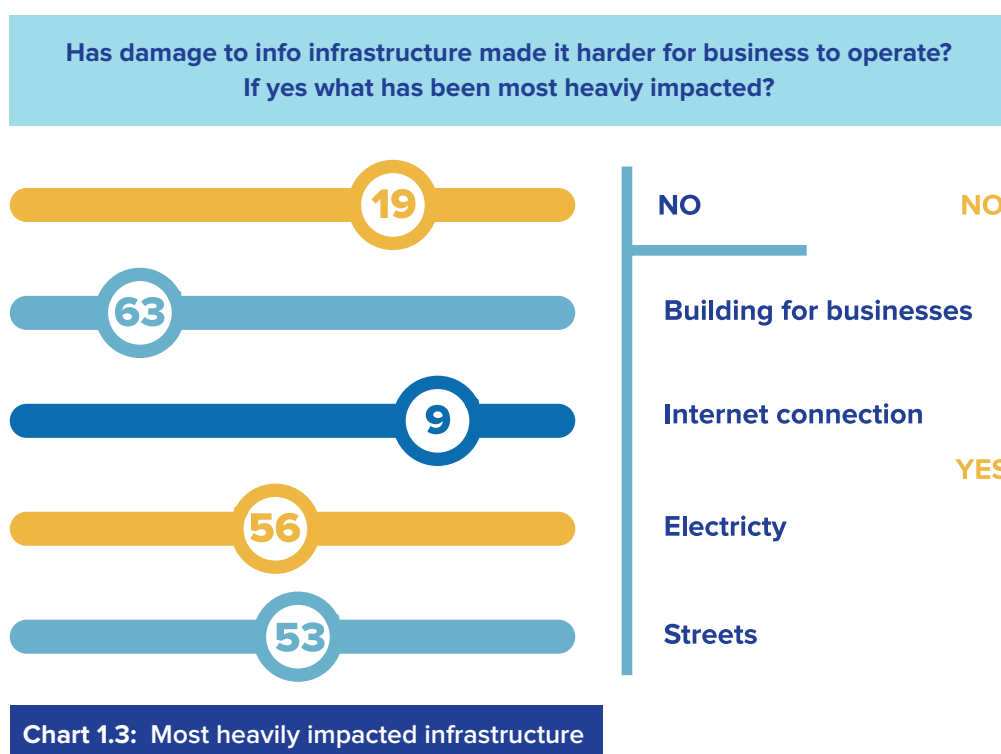 Has damage to info infrastructure made it harder for business to operate?
If yes what has been most heaviy impacted?
19 NO NO
63 Building for businesses
9 Internet connection
YES
56 Electricty
53 Streets
Chart 1.3: Most heavily impacted infrastructure